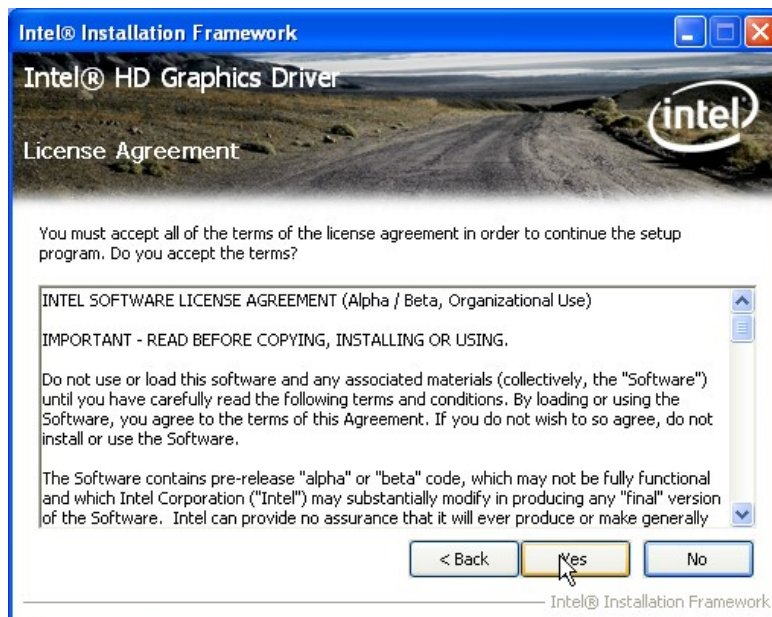 Intel® Installation Framework
Intel® HD Graphics Driver
intel
License Agreement
You must accept all of the terms of the license agreement in order to continue the setup
program. Do you accept the terms?
INTEL SOFTWARE LICENSE AGREEMENT (Alpha / Beta, Organizational Use)
IMPORTANT - READ BEFORE COPYING, INSTALLING OR USING.
Do not use or load this software and any associated materials (collectively, the "Software")
until you have carefully read the following terms and conditions. By loading or using the
Software, you agree to the terms of this Agreement. If you do not wish to so agree, do not
install or use the Software.
The Software contains pre-release "alpha" or "beta" code, which may not be fully functional
and which Intel Corporation ("Intel") may substantially modify in producing any "final" version
of the Software.  Intel can provide no assurance that it will ever produce or make generally
< Back Yes No
Intel® Installation Framework